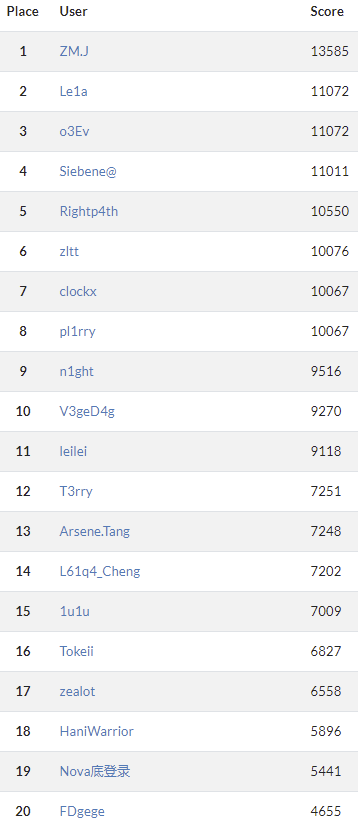 Place User Score
1 ZM.J 13585
2 Le1a 11072
3 o3Ev 11072
4 Siebene@ 11011
5 Rightp4th 10550
6 zltt 10076
7 clockx 10067
8 pl1rry 10067
9 n1ght 9516
10 V3geD4g 9270
11 leilei 9118
12 T3rry 7251
13 Arsene.Tang 7248
14 L61q4_Cheng 7202
15 1u1u 7009
16 Tokeii 6827
17 zealot 6558
18 HaniWarrior 5896
19 Nova底登录 5441
20 FDgege 4655